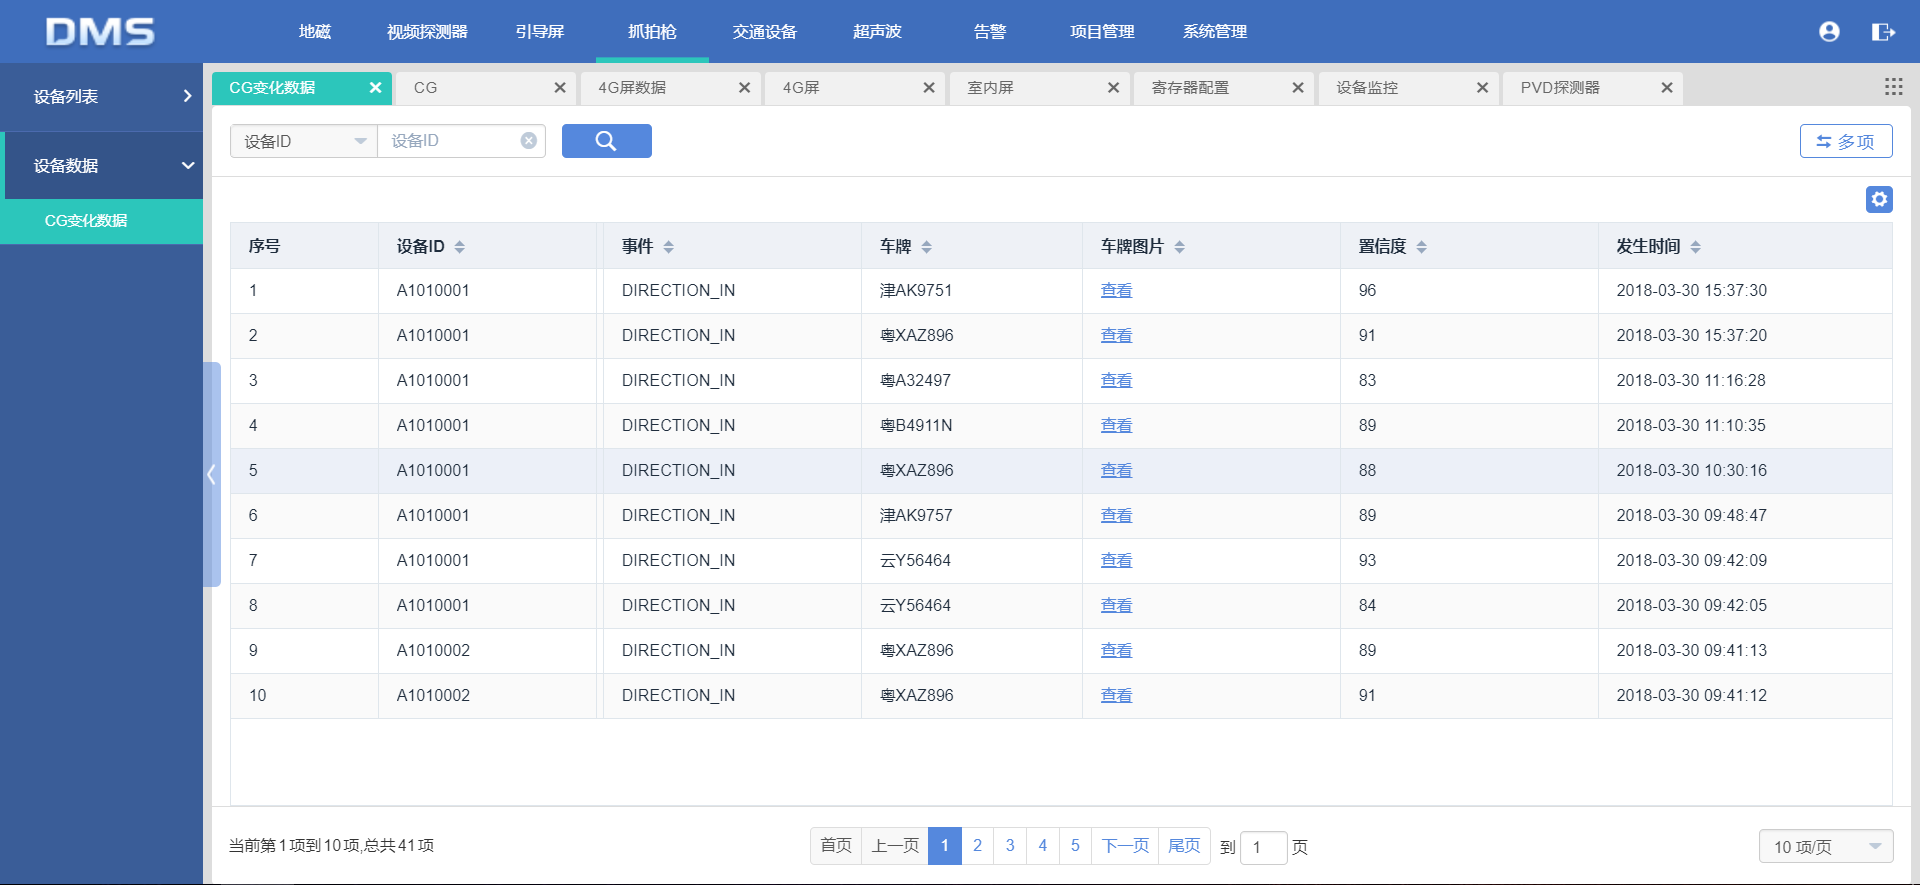 DMS 地磁 视频探测器 引导屏 抓拍枪 交通设备 超声波 告警 项目管理 系统管理
设备列表
设备数据
CG变化数据
CG变化数据 CG 4G屏数据 4G屏 室内屏 寄存器配置 设备监控 PVD探测器
设备ID 设备ID 多项
序号 设备ID 事件 车牌 车牌图片 置信度 发生时间
1 A1010001 DIRECTION_IN 津AK9751 查看 96 2018-03-30 15:37:30
2 A1010001 DIRECTION_IN 粤XAZ896 查看 91 2018-03-30 15:37:20
3 A1010001 DIRECTION_IN 粤A32497 查看 83 2018-03-30 11:16:28
4 A1010001 DIRECTION_IN 粤B4911N 查看 89 2018-03-30 11:10:35
5 A1010001 DIRECTION_IN 粤XAZ896 查看 88 2018-03-30 10:30:16
6 A1010001 DIRECTION_IN 津AK9757 查看 89 2018-03-30 09:48:47
7 A1010001 DIRECTION_IN 云Y56464 查看 93 2018-03-30 09:42:09
8 A1010001 DIRECTION_IN 云Y56464 查看 84 2018-03-30 09:42:05
9 A1010002 DIRECTION_IN 粤XAZ896 查看 89 2018-03-30 09:41:13
10 A1010002 DIRECTION_IN 粤XAZ896 查看 91 2018-03-30 09:41:12
当前第1项到10项,总共41项 首页 上一页 1 2 3 4 5 下一页 尾页 到 1 页 10 项/页